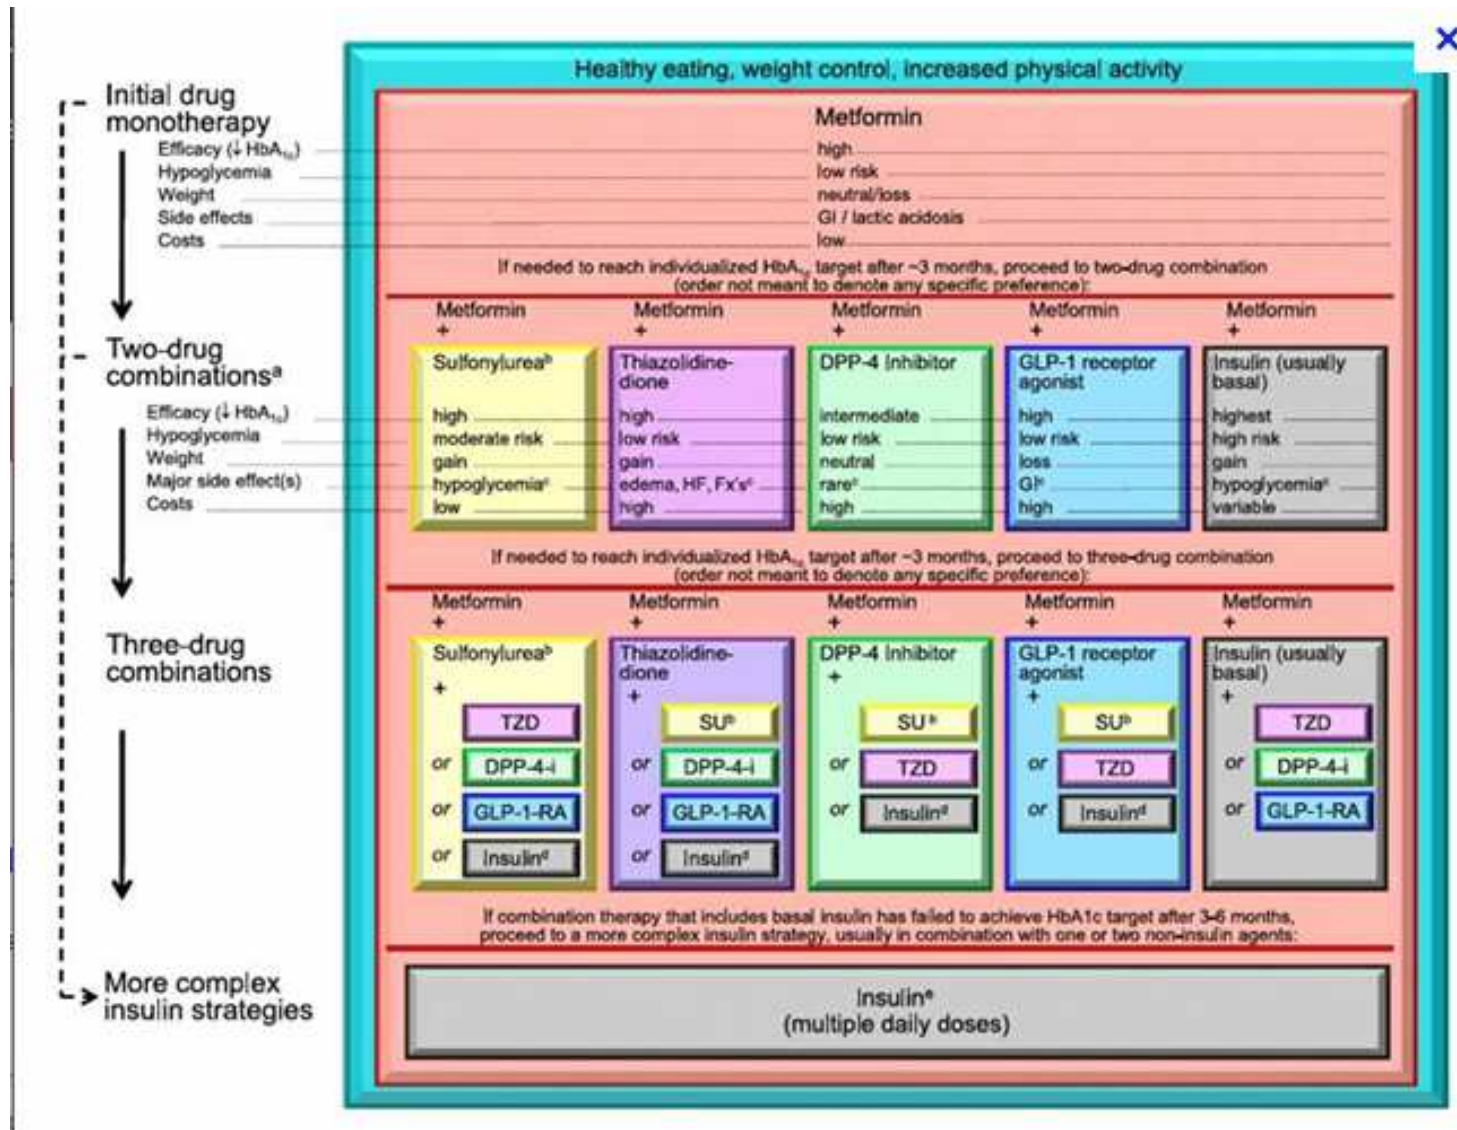 Healthy eating, weight control, increased physical activity
Initial drug
monotherapy
Efficacy (↓ HbA1c)
Hypoglycemia
Weight
Side effects
Costs
Metformin
high
low risk
neutral/loss
GI / lactic acidosis
low
If needed to reach individualized HbA1c target after ~3 months, proceed to two-drug combination
(order not meant to denote any specific preference):
Two-drug
combationsᵃ
Efficacy (↓ HbA1c)
Hypoglycemia
Weight
Major side effect(s)
Costs
Metformin
+
Sulfonylureaᵇ
high
moderate risk
gain
hypoglycemiaᶜ
low
Metformin
+
Thiazolidine-
dione
high
low risk
gain
edema, HF, Fx'sᶜ
high
Metformin
+
DPP-4 Inhibitor
intermediate
low risk
neutral
rareᶜ
high
Metformin
+
GLP-1 receptor
agonist
high
low risk
loss
GIᶜ
high
Metformin
+
Insulin (usually
basal)
highest
high risk
gain
hypoglycemiaᶜ
variable
If needed to reach individualized HbA1c target after ~3 months, proceed to three-drug combination
(order not meant to denote any specific preference):
Three-drug
combinations
Metformin
+
Sulfonylureaᵇ
+
TZD
or DPP-4-i
or GLP-1-RA
or Insulinᵈ
Metformin
+
Thiazolidine-
dione
+
SUᵇ
or DPP-4-i
or GLP-1-RA
or Insulinᵈ
Metformin
+
DPP-4 Inhibitor
+
SUᵇ
or TZD
or Insulinᵈ
Metformin
+
GLP-1 receptor
agonist
+
SUᵇ
or TZD
or Insulinᵈ
Metformin
+
Insulin (usually
basal)
+
TZD
or DPP-4-i
or GLP-1-RA
If combination therapy that includes basal insulin has failed to achieve HbA1c target after 3-6 months,
proceed to a more complex insulin strategy, usually in combination with one or two non-insulin agents:
More complex
insulin strategies
Insulinᵉ
(multiple daily doses)